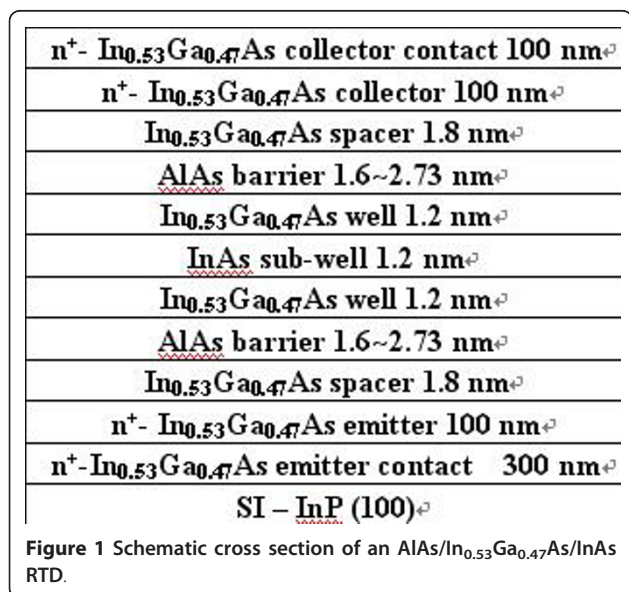 n⁺- In₀.₅₃Ga₀.₄₇As collector contact 100 nm↵
n⁺- In₀.₅₃Ga₀.₄₇As collector 100 nm↵
In₀.₅₃Ga₀.₄₇As spacer 1.8 nm↵
AlAs barrier 1.6~2.73 nm↵
In₀.₅₃Ga₀.₄₇As well 1.2 nm↵
InAs sub-well 1.2 nm↵
In₀.₅₃Ga₀.₄₇As well 1.2 nm↵
AlAs barrier 1.6~2.73 nm↵
In₀.₅₃Ga₀.₄₇As spacer 1.8 nm↵
n⁺- In₀.₅₃Ga₀.₄₇As emitter 100 nm↵
n⁺-In₀.₅₃Ga₀.₄₇As emitter contact 300 nm↵
SI – InP (100)↵
Figure 1 Schematic cross section of an AlAs/In₀.₅₃Ga₀.₄₇As/InAs
RTD.